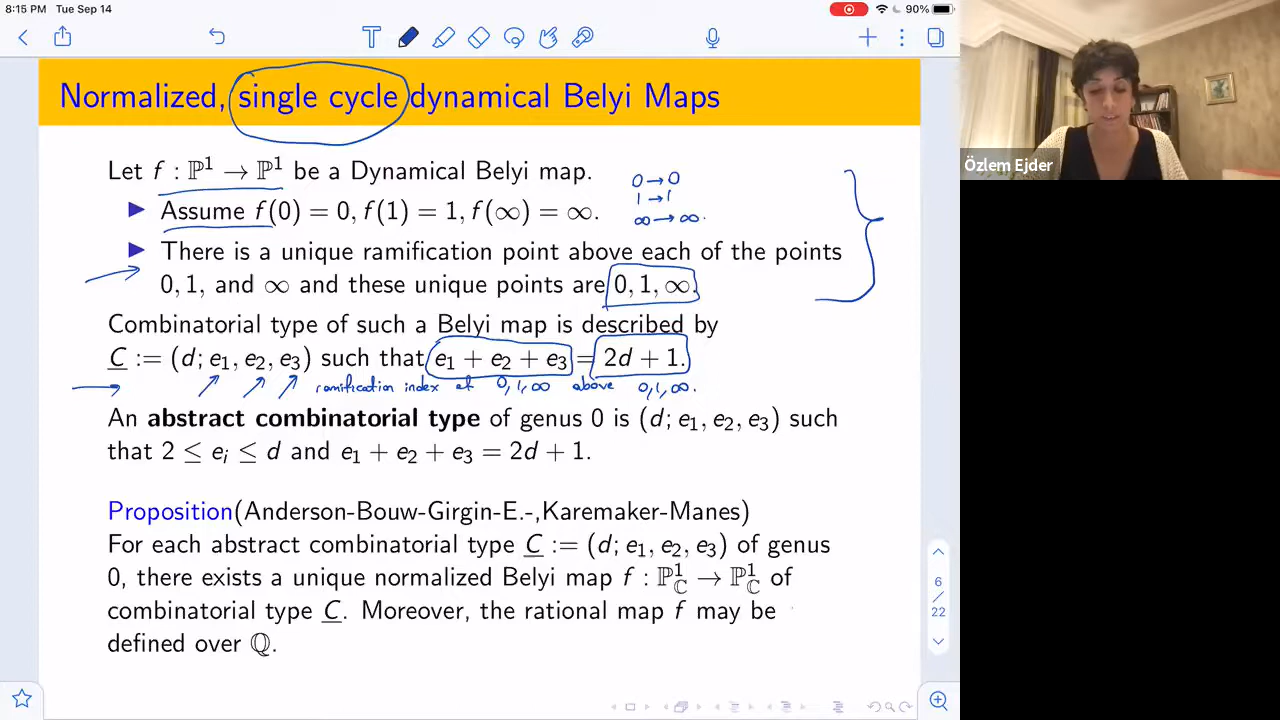 8:15 PM Tue Sep 14
90%
Normalized, single cycle dynamical Belyi Maps
Let f : ℙ¹ → ℙ¹ be a Dynamical Belyi map.
▶ Assume f(0) = 0, f(1) = 1, f(∞) = ∞.
0→0
1→1
∞→∞.
▶ There is a unique ramification point above each of the points
0, 1, and ∞ and these unique points are 0, 1, ∞.
Combinatorial type of such a Belyi map is described by
C := (d; e₁, e₂, e₃) such that e₁ + e₂ + e₃ = 2d + 1.
ramification index at 0,1,∞ above 0,1,∞.
An abstract combinatorial type of genus 0 is (d; e₁, e₂, e₃) such
that 2 ≤ eᵢ ≤ d and e₁ + e₂ + e₃ = 2d + 1.
Proposition(Anderson-Bouw-Girgin-E.-,Karemaker-Manes)
For each abstract combinatorial type C := (d; e₁, e₂, e₃) of genus
0, there exists a unique normalized Belyi map f : ℙ¹_ℂ → ℙ¹_ℂ of
combinatorial type C. Moreover, the rational map f may be
defined over ℚ.
6
/
22
Özlem Ejder